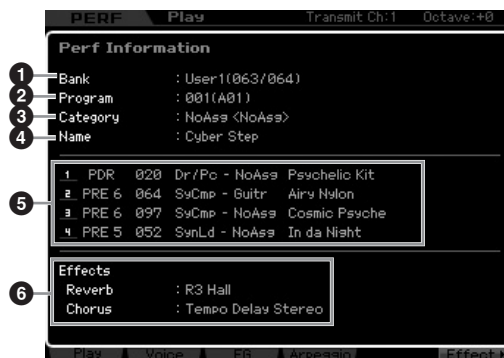 PERF Play Transmit Ch:1 Octave:+0
Perf Information
1 Bank : User1(063/064)
2 Program : 001(A01)
3 Category : NoAsg <NoAsg>
4 Name : Cyber Step
5
1 PDR 020 Dr/Pc - NoAsg Psychelic Kit
2 PRE 6 064 SyCmp - Guitr Airy Nylon
3 PRE 6 097 SyCmp - NoAsg Cosmic Psyche
4 PRE 5 052 SynLd - NoAsg In da Night
6
Effects
Reverb : R3 Hall
Chorus : Tempo Delay Stereo
Play Voice EG Arpeggio Effect